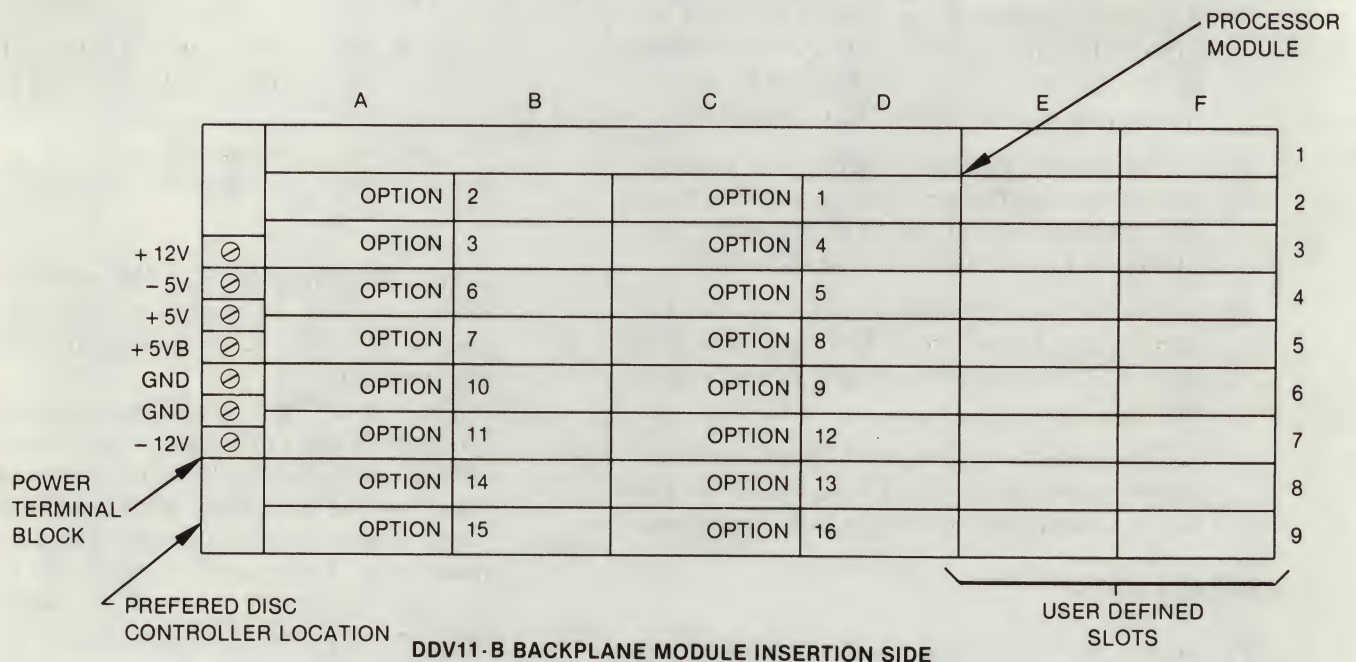 PROCESSOR
MODULE
A B C D E F
1
OPTION 2 OPTION 1 2
+ 12V OPTION 3 OPTION 4 3
– 5V OPTION 6 OPTION 5 4
+ 5V
+ 5VB OPTION 7 OPTION 8 5
GND OPTION 10 OPTION 9 6
GND
– 12V OPTION 11 OPTION 12 7
POWER
TERMINAL
BLOCK
OPTION 14 OPTION 13 8
OPTION 15 OPTION 16 9
PREFERED DISC
CONTROLLER LOCATION
USER DEFINED
SLOTS
DDV11-B BACKPLANE MODULE INSERTION SIDE